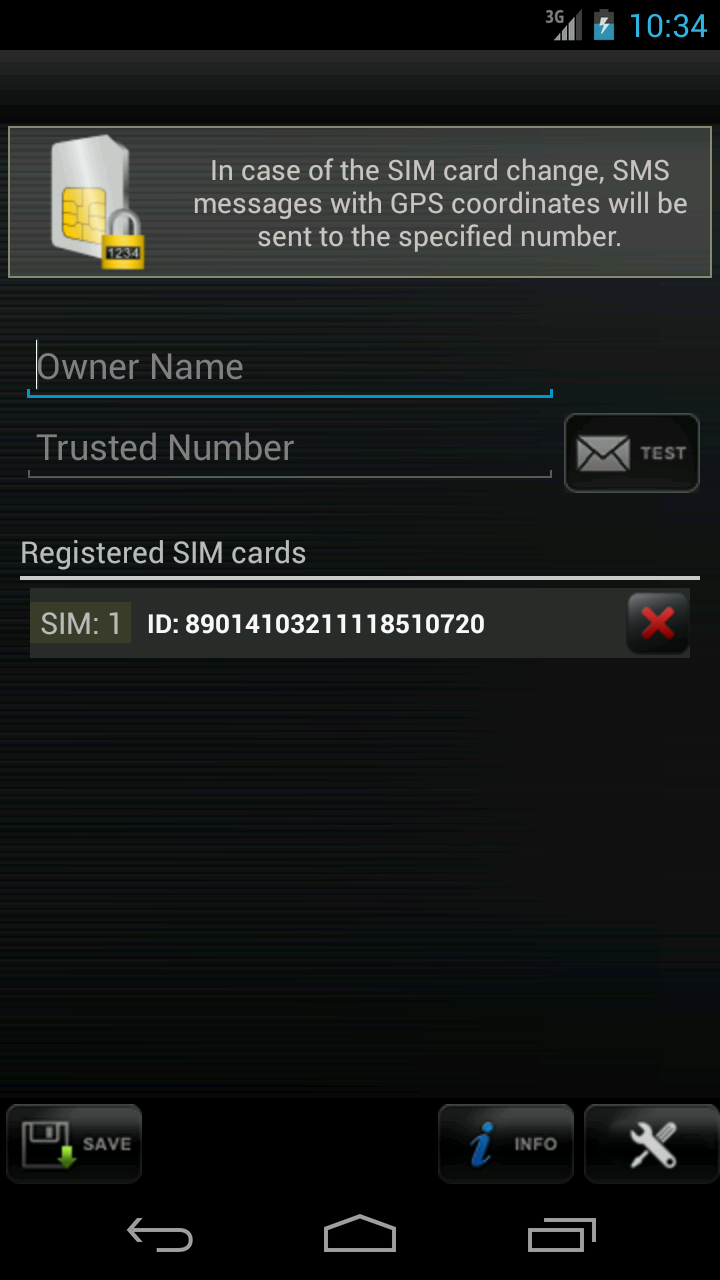 3G 10:34
In case of the SIM card change, SMS
messages with GPS coordinates will be
sent to the specified number.
1234
Owner Name
Trusted Number
TEST
Registered SIM cards
SIM: 1 ID: 89014103211118510720
SAVE INFO